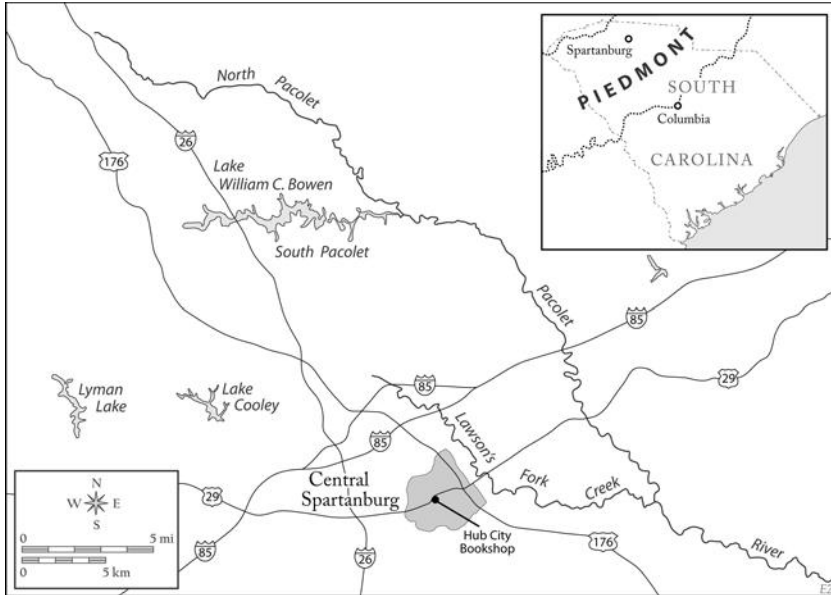 North
Pacolet
176
26
Lake
William C. Bowen
South Pacolet
Spartanburg
PIEDMONT
SOUTH
Columbia
CAROLINA
Pacolet
85
29
85
Lyman
Lake
Lake
Cooley
85
Lawson's
Fork
Creek
Central
Spartanburg
Hub City
Bookshop
29
85
26
176
River
N
W E
S
0 5 mi
0 5 km